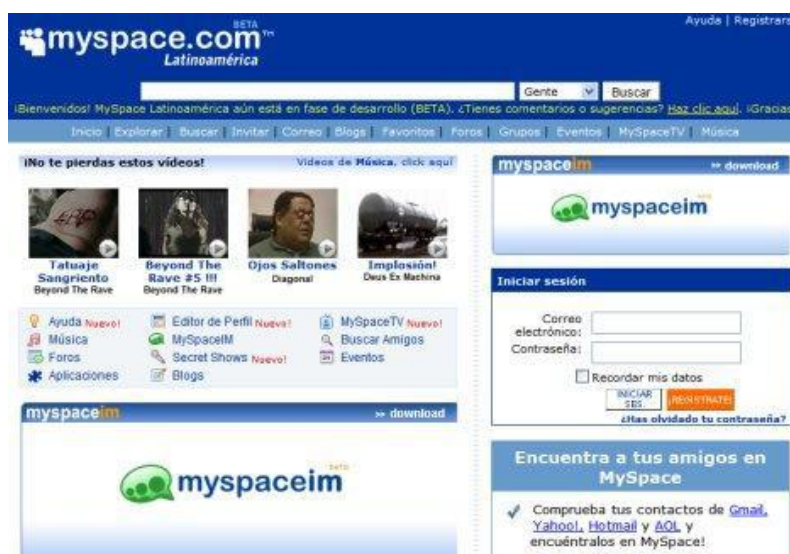 Ayuda | Registrars
BETA
myspace.com™
Latinoamérica
Gente Buscar
¡Bienvenidos! MySpace Latinoamérica aún está en fase de desarrollo (BETA). ¿Tienes comentarios o sugerencias? Haz clic aquí. ¡Gracias
Inicio | Explorar | Buscar | Invitar | Correo | Blogs | Favoritos | Foros | Grupos | Eventos | MySpaceTV | Música
¡No te pierdas estos vídeos! Videos de Música, click aquí
Tatuaje Sangriento
Beyond The Rave
Beyond The Rave #5 !!!
Beyond The Rave
Ojos Saltones
Diagonal
Implosión!
Deus Ex Machina
Ayuda Nuevo! Editor de Perfil Nuevo! MySpaceTV Nuevo!
Música MySpaceIM Buscar Amigos
Foros Secret Shows Nuevo! Eventos
Aplicaciones Blogs
myspaceim >> download
beta
myspaceim
myspaceim >> download
beta
myspaceim
Iniciar sesión
Correo
electrónico:
Contraseña:
Recordar mis datos
INICIAR
SES.
¡REGISTRATE!
¿Has olvidado tu contraseña?
Encuentra a tus amigos en
MySpace
Comprueba tus contactos de Gmail,
Yahoo!, Hotmail y AOL y
encuéntralos en MySpace!